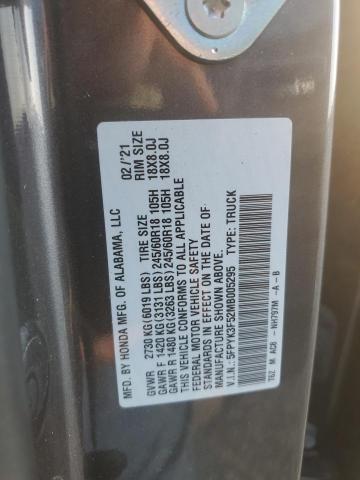 MFD. BY HONDA MFG. OF ALABAMA, LLC 02/'21
GVWR 2730 KG(6019 LBS) TIRE SIZE RIM SIZE
GAWR F 1420 KG(3131 LBS) 245/60R18 105H 18X8.0J
GAWR R 1480 KG(3263 LBS) 245/60R18 105H 18X8.0J
THIS VEHICLE CONFORMS TO ALL APPLICABLE
FEDERAL MOTOR VEHICLE SAFETY
STANDARDS IN EFFECT ON THE DATE OF
MANUFACTURE SHOWN ABOVE.
V.I.N.: 5FPYK3F52MB005295 TYPE: TRUCK
T6Z M AC8 -NH797M -A-B